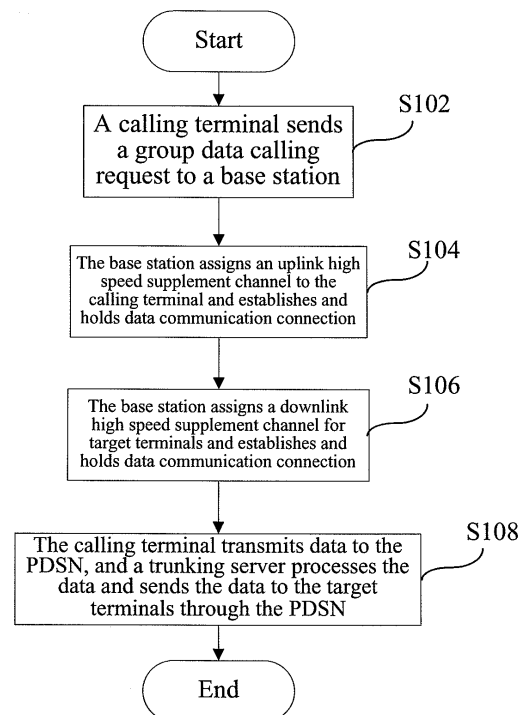 Start
S102
A calling terminal sends
a group data calling
request to a base station
S104
The base station assigns an uplink high
speed supplement channel to the
calling terminal and establishes and
holds data communication connection
S106
The base station assigns a downlink
high speed supplement channel for
target terminals and establishes and
holds data communication connection
S108
The calling terminal transmits data to the
PDSN, and a trunking server processes the
data and sends the data to the target
terminals through the PDSN
End